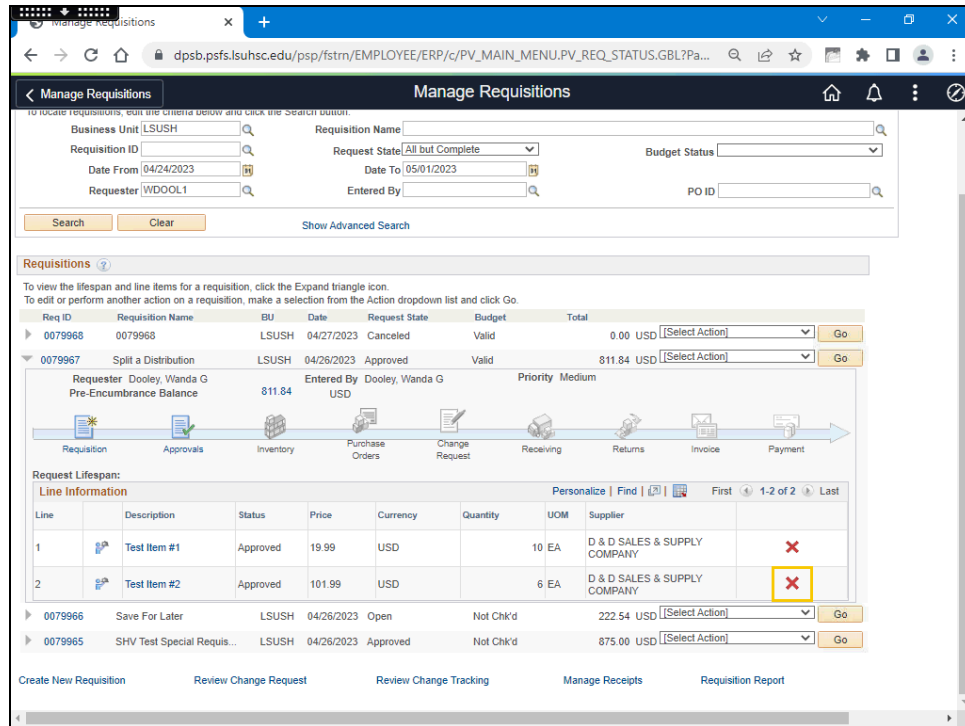 Manage Requisitions
dpsb.psfs.lsuhsc.edu/psp/fstrn/EMPLOYEE/ERP/c/PV_MAIN_MENU.PV_REQ_STATUS.GBL?Pa...
Manage Requisitions Manage Requisitions
To locate requisitions, edit the criteria below and click the Search button.
Business Unit LSUSH Requisition Name
Requisition ID Request State All but Complete Budget Status
Date From 04/24/2023 Date To 05/01/2023
Requester WDOOL1 Entered By PO ID
Search Clear Show Advanced Search
Requisitions ?
To view the lifespan and line items for a requisition, click the Expand triangle icon.
To edit or perform another action on a requisition, make a selection from the Action dropdown list and click Go.
Req ID Requisition Name BU Date Request State Budget Total
0079968 0079968 LSUSH 04/27/2023 Canceled Valid 0.00 USD [Select Action] Go
0079967 Split a Distribution LSUSH 04/26/2023 Approved Valid 811.84 USD [Select Action] Go
Requester Dooley, Wanda G Entered By Dooley, Wanda G Priority Medium
Pre-Encumbrance Balance 811.84 USD
Requisition Approvals Inventory Purchase Orders Change Request Receiving Returns Invoice Payment
Request Lifespan:
Line Information Personalize | Find | First 1-2 of 2 Last
Line Description Status Price Currency Quantity UOM Supplier
1 Test Item #1 Approved 19.99 USD 10 EA D & D SALES & SUPPLY COMPANY
2 Test Item #2 Approved 101.99 USD 6 EA D & D SALES & SUPPLY COMPANY
0079966 Save For Later LSUSH 04/26/2023 Open Not Chk'd 222.54 USD [Select Action] Go
0079965 SHV Test Special Requis... LSUSH 04/26/2023 Approved Not Chk'd 875.00 USD [Select Action] Go
Create New Requisition Review Change Request Review Change Tracking Manage Receipts Requisition Report